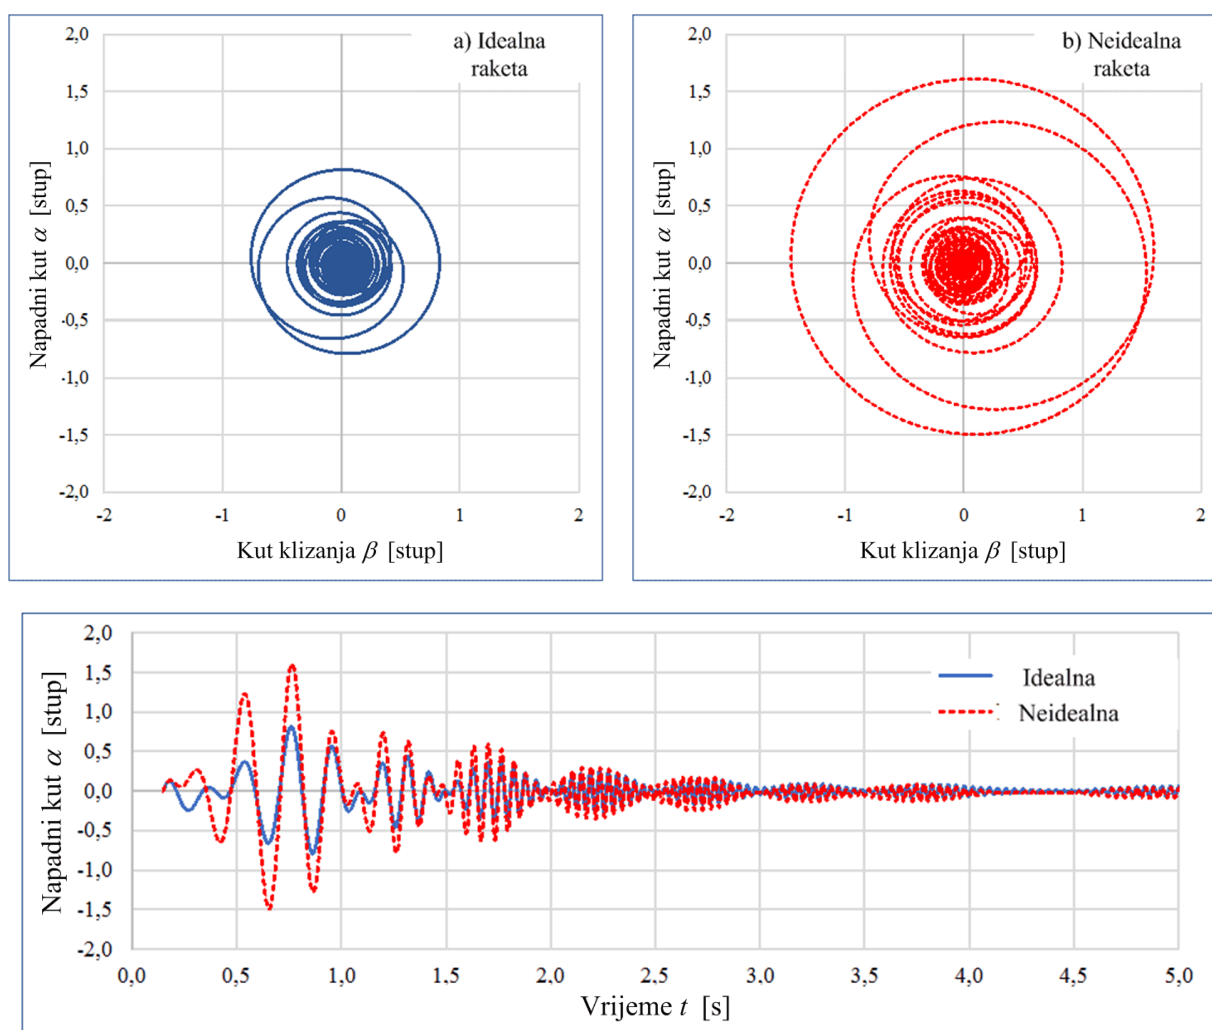 a) Idealna
raketa
2,0
1,5
1,0
0,5
0,0
-0,5
-1,0
-1,5
-2,0
Napadni kut α [stup]
-2 -1 0 1 2
Kut klizanja β [stup]
b) Neidealna
raketa
2,0
1,5
1,0
0,5
0,0
-0,5
-1,0
-1,5
-2,0
Napadni kut α [stup]
-2 -1 0 1 2
Kut klizanja β [stup]
2,0
1,5
1,0
0,5
0,0
-0,5
-1,0
-1,5
-2,0
Napadni kut α [stup]
Idealna
Neidealna
0,0 0,5 1,0 1,5 2,0 2,5 3,0 3,5 4,0 4,5 5,0
Vrijeme t [s]